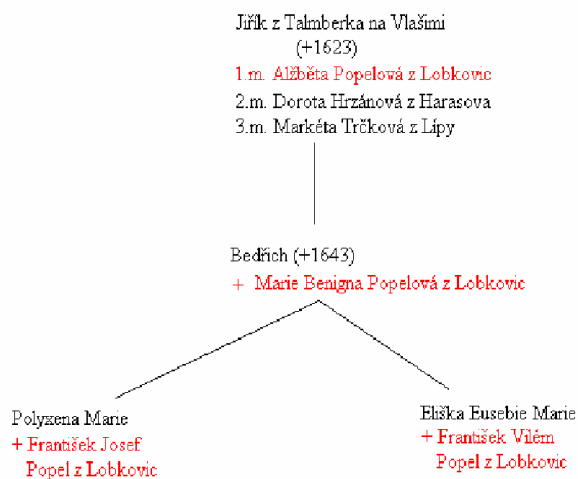 Jiřík z Talmberka na Vlašimi
(+1623)
1.m. Alžběta Popelová z Lobkovic
2.m. Dorota Hrzánová z Harasova
3.m. Markéta Trčková z Lípy
Bedřich (+1643)
+ Marie Benigna Popelová z Lobkovic
Polyxena Marie
+ František Josef
Popel z Lobkovic
Eliška Eusebie Marie
+ František Vilém
Popel z Lobkovic